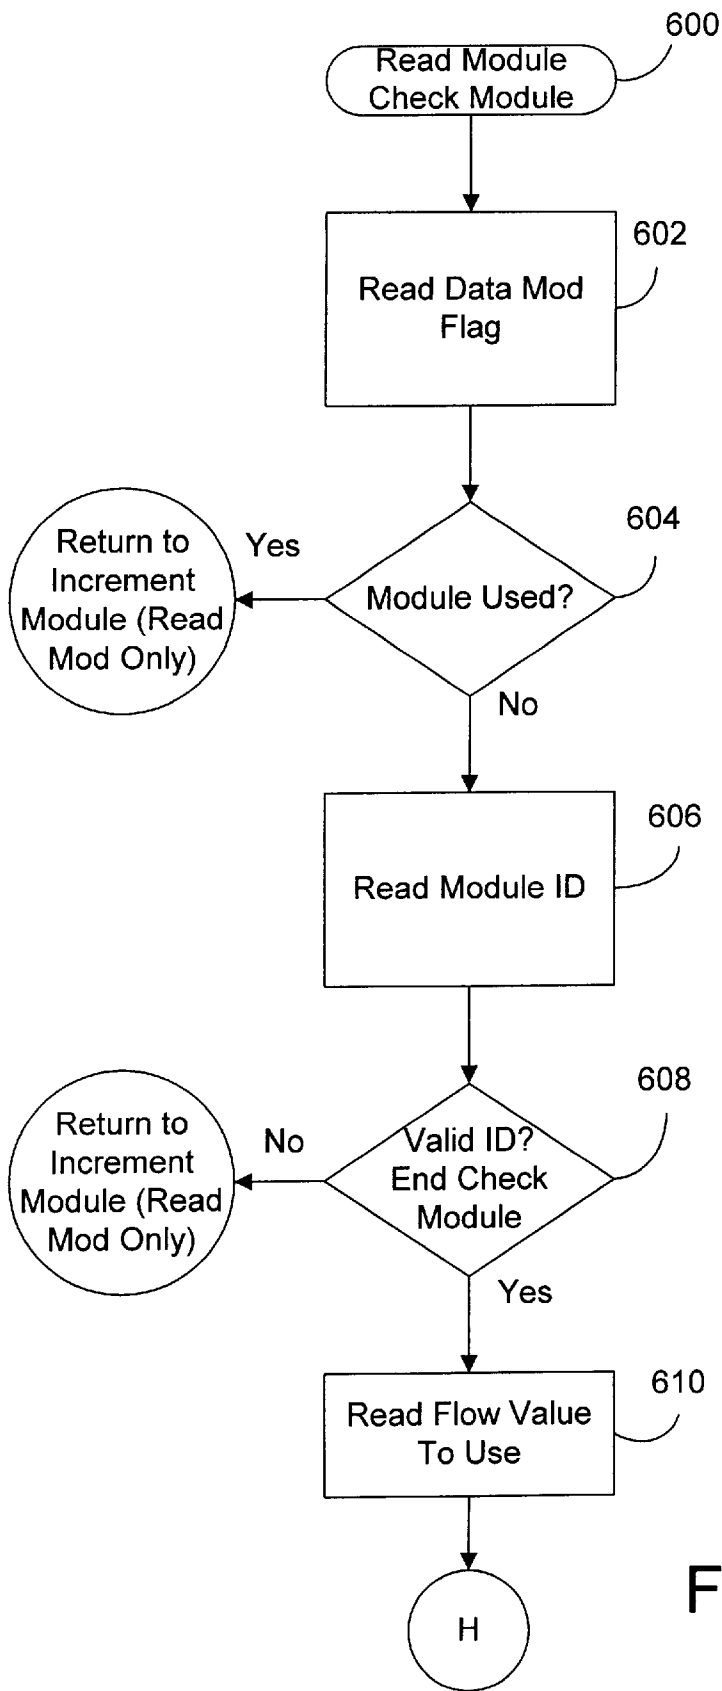 600
Read Module
Check Module
602
Read Data Mod
Flag
604
Return to
Increment
Module (Read
Mod Only)
Yes
Module Used?
No
606
Read Module ID
608
Return to
Increment
Module (Read
Mod Only)
No
Valid ID?
End Check
Module
Yes
610
Read Flow Value
To Use
H
F